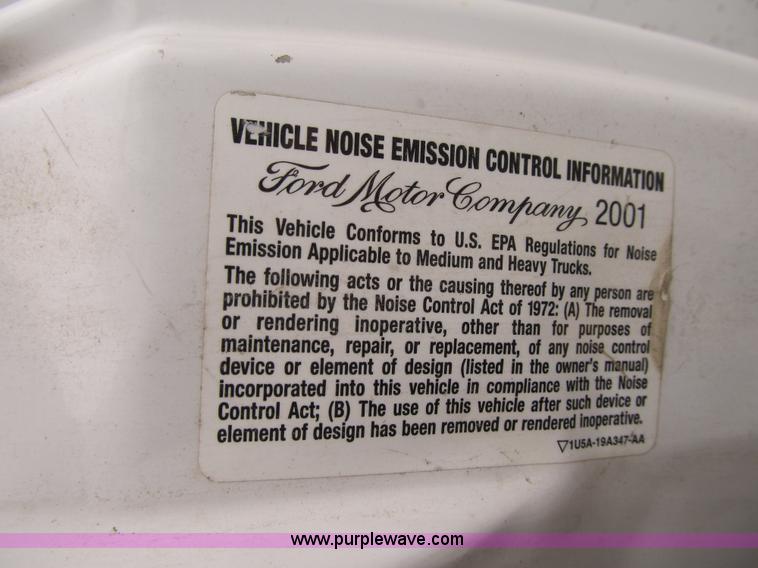 VEHICLE NOISE EMISSION CONTROL INFORMATION
Ford Motor Company 2001
This Vehicle Conforms to U.S. EPA Regulations for Noise
Emission Applicable to Medium and Heavy Trucks.
The following acts or the causing thereof by any person are
prohibited by the Noise Control Act of 1972: (A) The removal
or rendering inoperative, other than for purposes of
maintenance, repair, or replacement, of any noise control
device or element of design (listed in the owner's manual)
incorporated into this vehicle in compliance with the Noise
Control Act; (B) The use of this vehicle after such device or
element of design has been removed or rendered inoperative.
▽1U5A-19A347-AA
www.purplewave.com